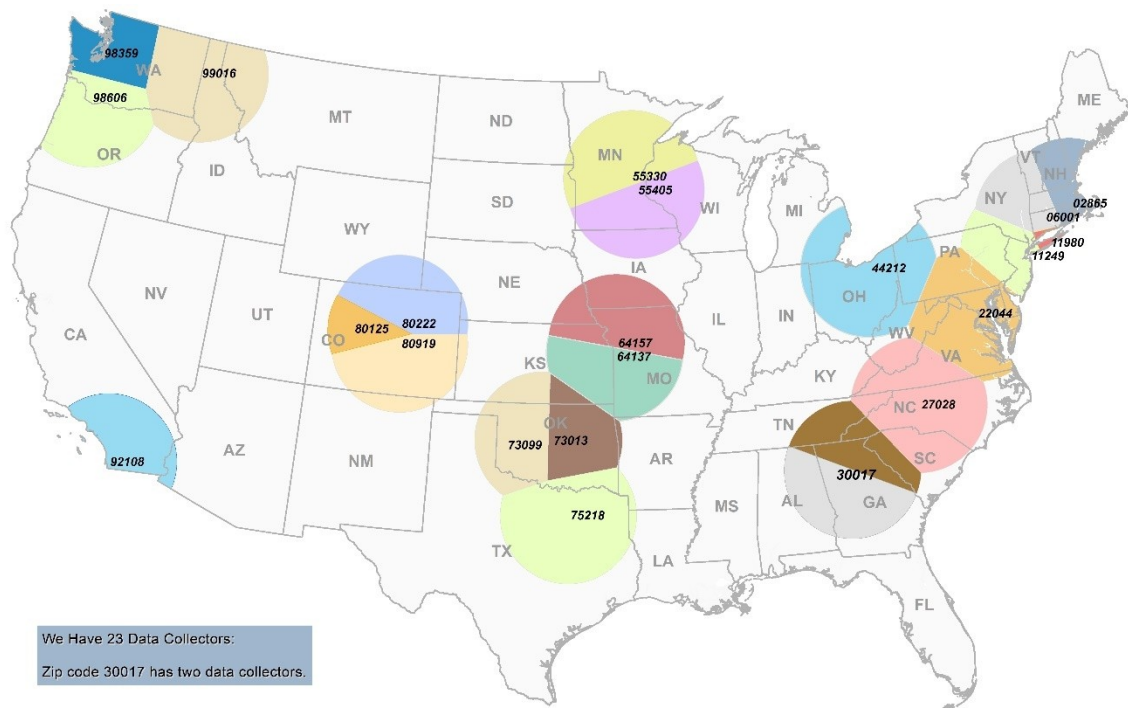 98359
WA
99016
98606
OR
ID
MT
ND
SD
WY
NE
MN
55330
55405
WI
MI
IA
ME
VT
NH
NY
02865
06001
11980
11249
PA
44212
OH
22044
WV
VA
NV
UT
CA
80222
80125
CO
80919
IL
IN
64157
64137
KS
MO
KY
NC
27028
TN
SC
92108
AZ
NM
OK
73099
73013
AR
30017
75218
TX
MS
AL
GA
LA
FL
We Have 23 Data Collectors:
Zip code 30017 has two data collectors.